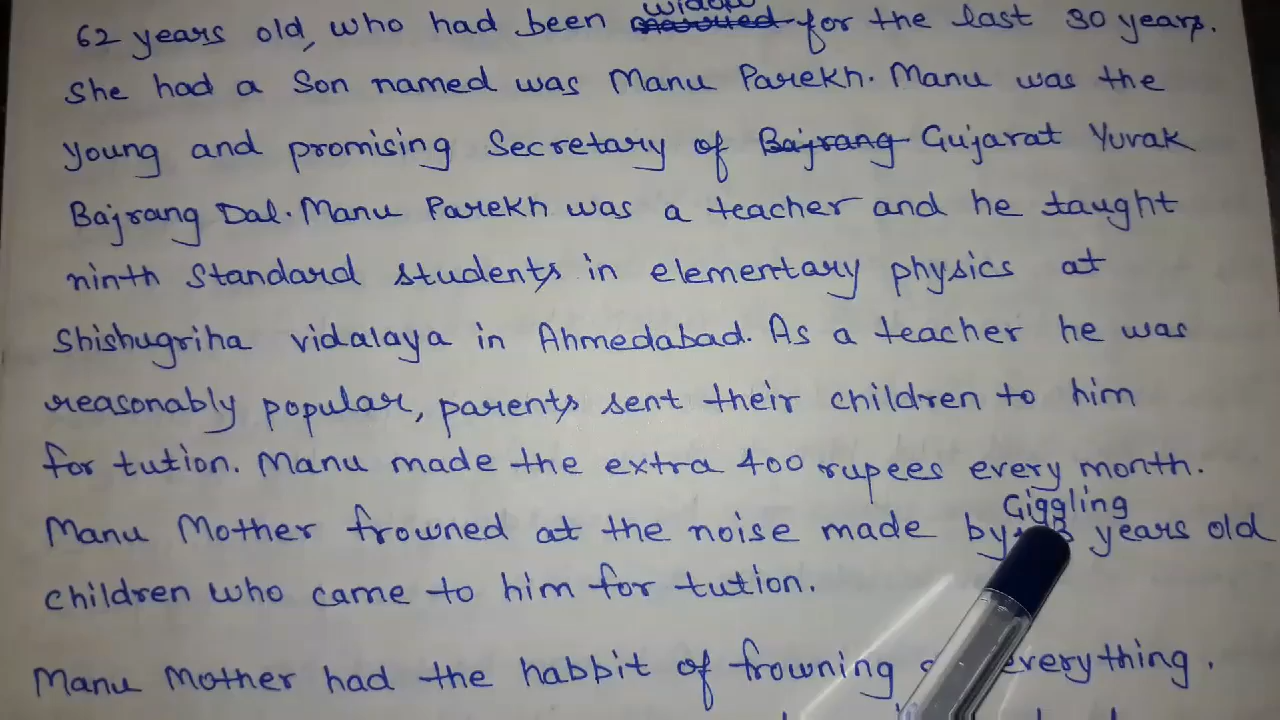 widow
62 years old, who had been married for the last 30 years.
She had a Son named was Manu Parekh. Manu was the
young and promising Secretary of Bajrang Gujarat Yuvak
Bajrang Dal. Manu Parekh was a teacher and he taught
ninth standard students in elementary physics at
Shishugriha vidalaya in Ahmedabad. As a teacher he was
reasonably popular, parents sent their children to him
for tution. Manu made the extra 400 rupees every month.
Giggling
Manu Mother frowned at the noise made by years old
children who came to him for tution.
Manu Mother had the habbit of frowning everything.